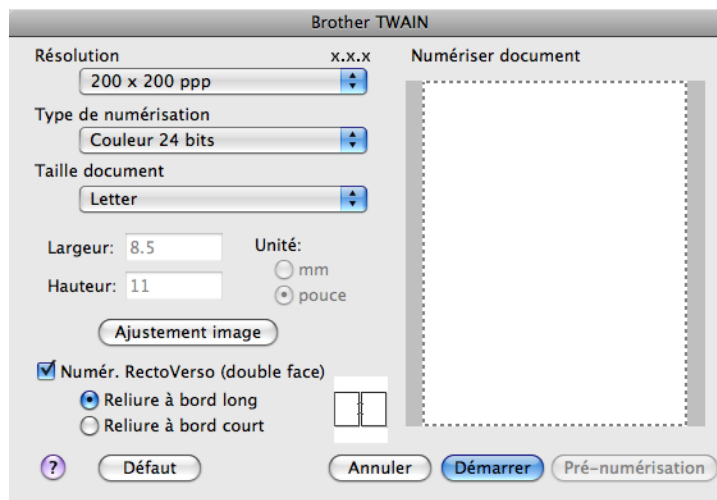 Brother TWAIN
Résolution
x.x.x
200 x 200 ppp
Type de numérisation
Couleur 24 bits
Taille document
Letter
Largeur: 8.5
Hauteur: 11
Unité:
mm
pouce
Ajustement image
Numér. RectoVerso (double face)
Reliure à bord long
Reliure à bord court
Numériser document
? Défaut Annuler Démarrer Pré-numérisation